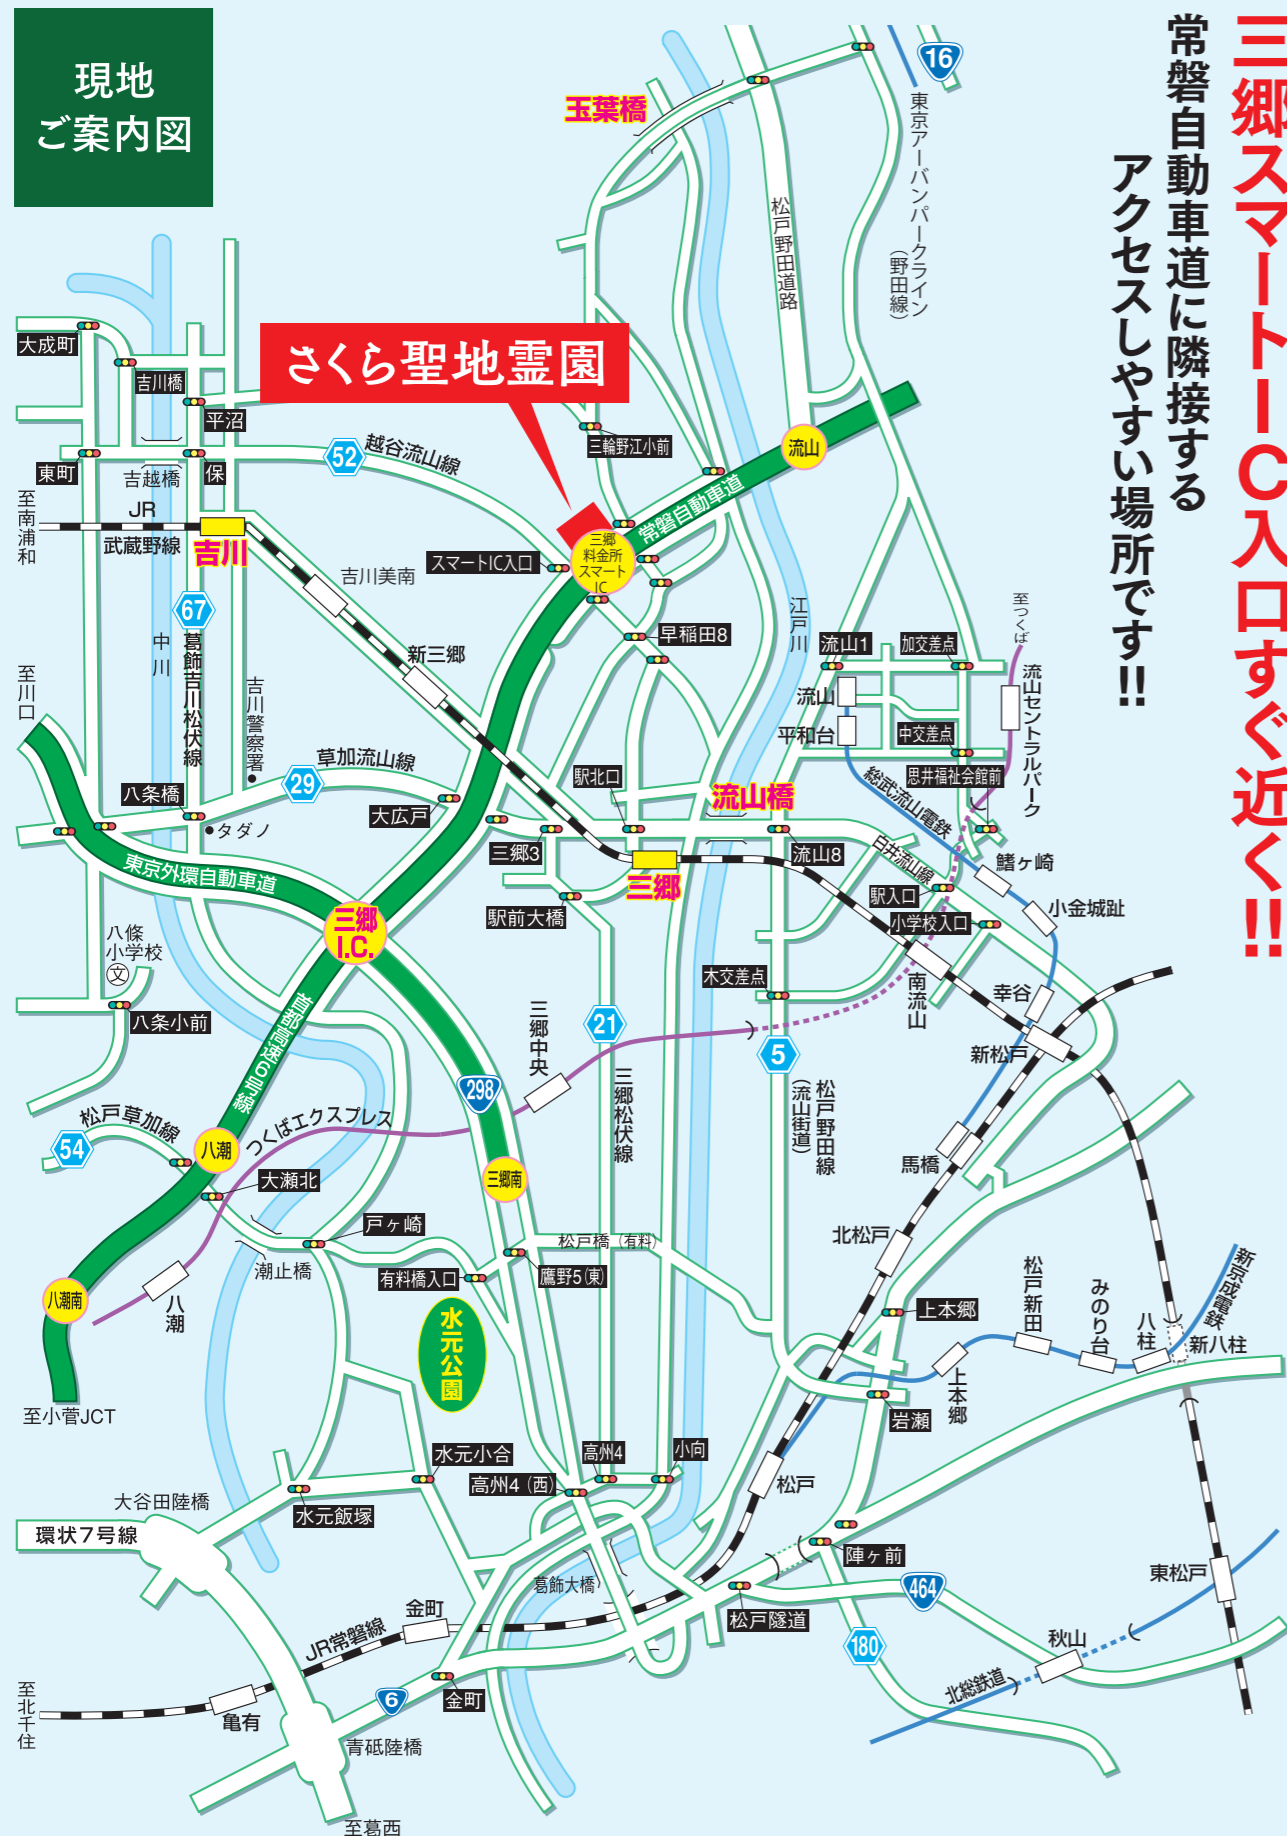 現地
ご案内図
三郷スマートIC入口すぐ近く!!
常磐自動車道に隣接する
アクセスしやすい場所です!!
玉葉橋
16
東京アーバンパークライン
(野田線)
松戸野田道路
さくら聖地霊園
大成町
吉川橋
平沼
東町
吉越橋
保
52
越谷流山線
三輪野江小前
流山
常磐自動車道
至南浦和
JR
武蔵野線
吉川
吉川美南
スマートIC入口
三郷
料金所
スマート
IC
67
葛飾吉川松伏線
中川
吉川警察署
新三郷
早稲田8
江戸川
流山1
加交差点
至つくば
流山セントラルパーク
流山
平和台
中交差点
思井福祉会館前
総武流山電鉄
至川口
八条橋
29
草加流山線
タダノ
大広戸
駅北口
流山橋
三郷3
流山8
白井流山線
鰭ヶ崎
東京外環自動車道
三郷
駅前大橋
駅入口
小学校入口
小金城趾
三郷
I.C.
八條
小学校
文
八条小前
木交差点
南流山
幸谷
新松戸
首都高速6号線
三郷中央
21
三郷松伏線
5
松戸野田線
(流山街道)
298
54
松戸草加線
八潮
つくばエクスプレス
馬橋
大瀬北
三郷南
戸ヶ崎
松戸橋(有料)
北松戸
潮止橋
有料橋入口
鷹野5(東)
八潮南
八潮
水元公園
上本郷
松戸新田
みのり台
八柱
新京成電鉄
新八柱
上本郷
至小菅JCT
岩瀬
水元小合
高州4
小向
高州4(西)
松戸
大谷田陸橋
水元飯塚
環状7号線
陣ヶ前
葛飾大橋
464
東松戸
松戸隧道
金町
JR常磐線
180
秋山
北総鉄道
至北千住
亀有
6
金町
青砥陸橋
至葛西